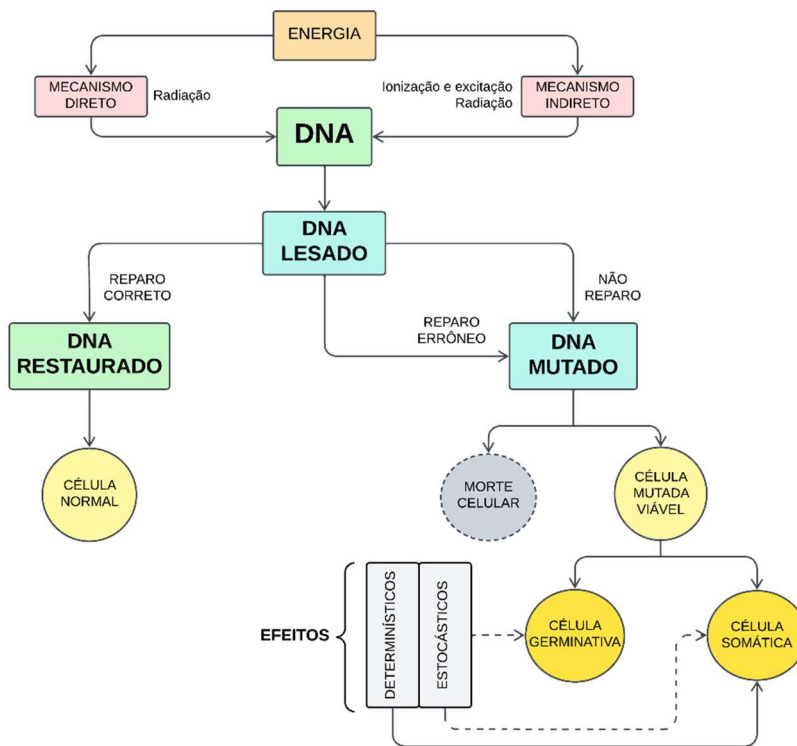 ENERGIA
MECANISMO
DIRETO
Radiação
Ionização e excitação
Radiação
MECANISMO
INDIRETO
DNA
DNA
LESADO
REPARO
CORRETO
NÃO
REPARO
REPARO
ERRÔNEO
DNA
RESTAURADO
DNA
MUTADO
CÉLULA
NORMAL
MORTE
CELULAR
CÉLULA
MUTADA
VIÁVEL
EFEITOS
DETERMINÍSTICOS
ESTOCÁSTICOS
CÉLULA
GERMINATIVA
CÉLULA
SOMÁTICA